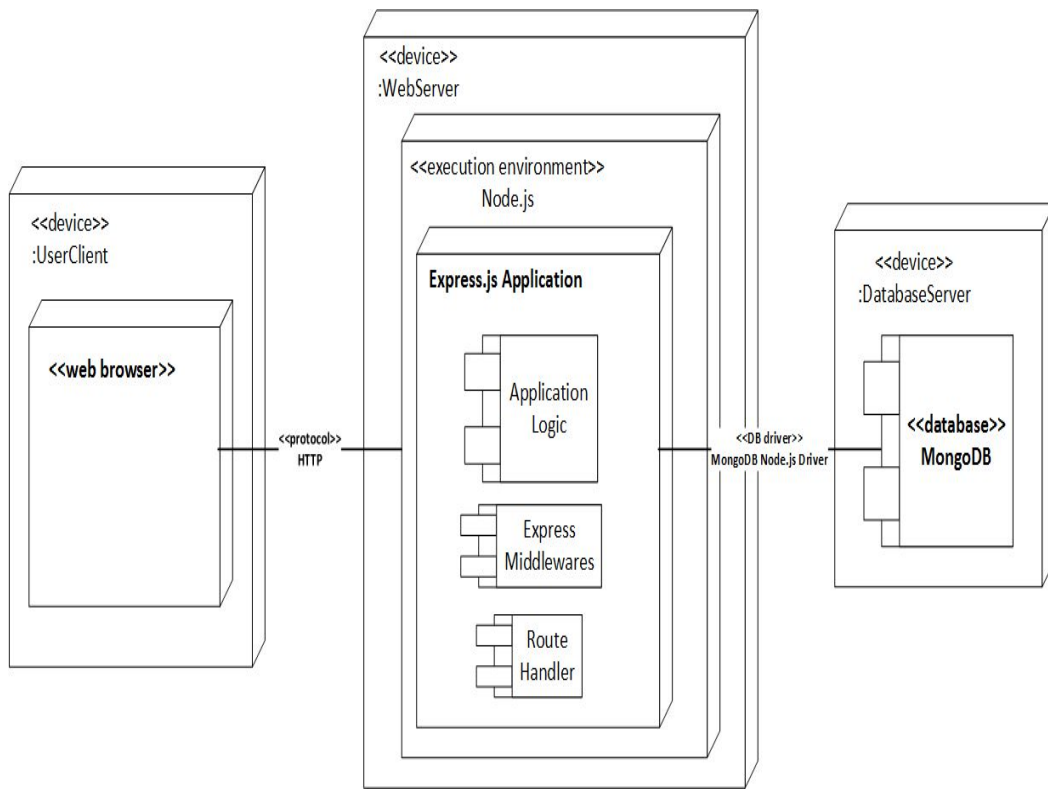 <<device>>
:UserClient
<<web browser>>
<<protocol>>
HTTP
<<device>>
:WebServer
<<execution environment>>
Node.js
Express.js Application
Application
Logic
Express
Middlewares
Route
Handler
<<DB driver>>
MongoDB Node.js Driver
<<device>>
:DatabaseServer
<<database>>
MongoDB